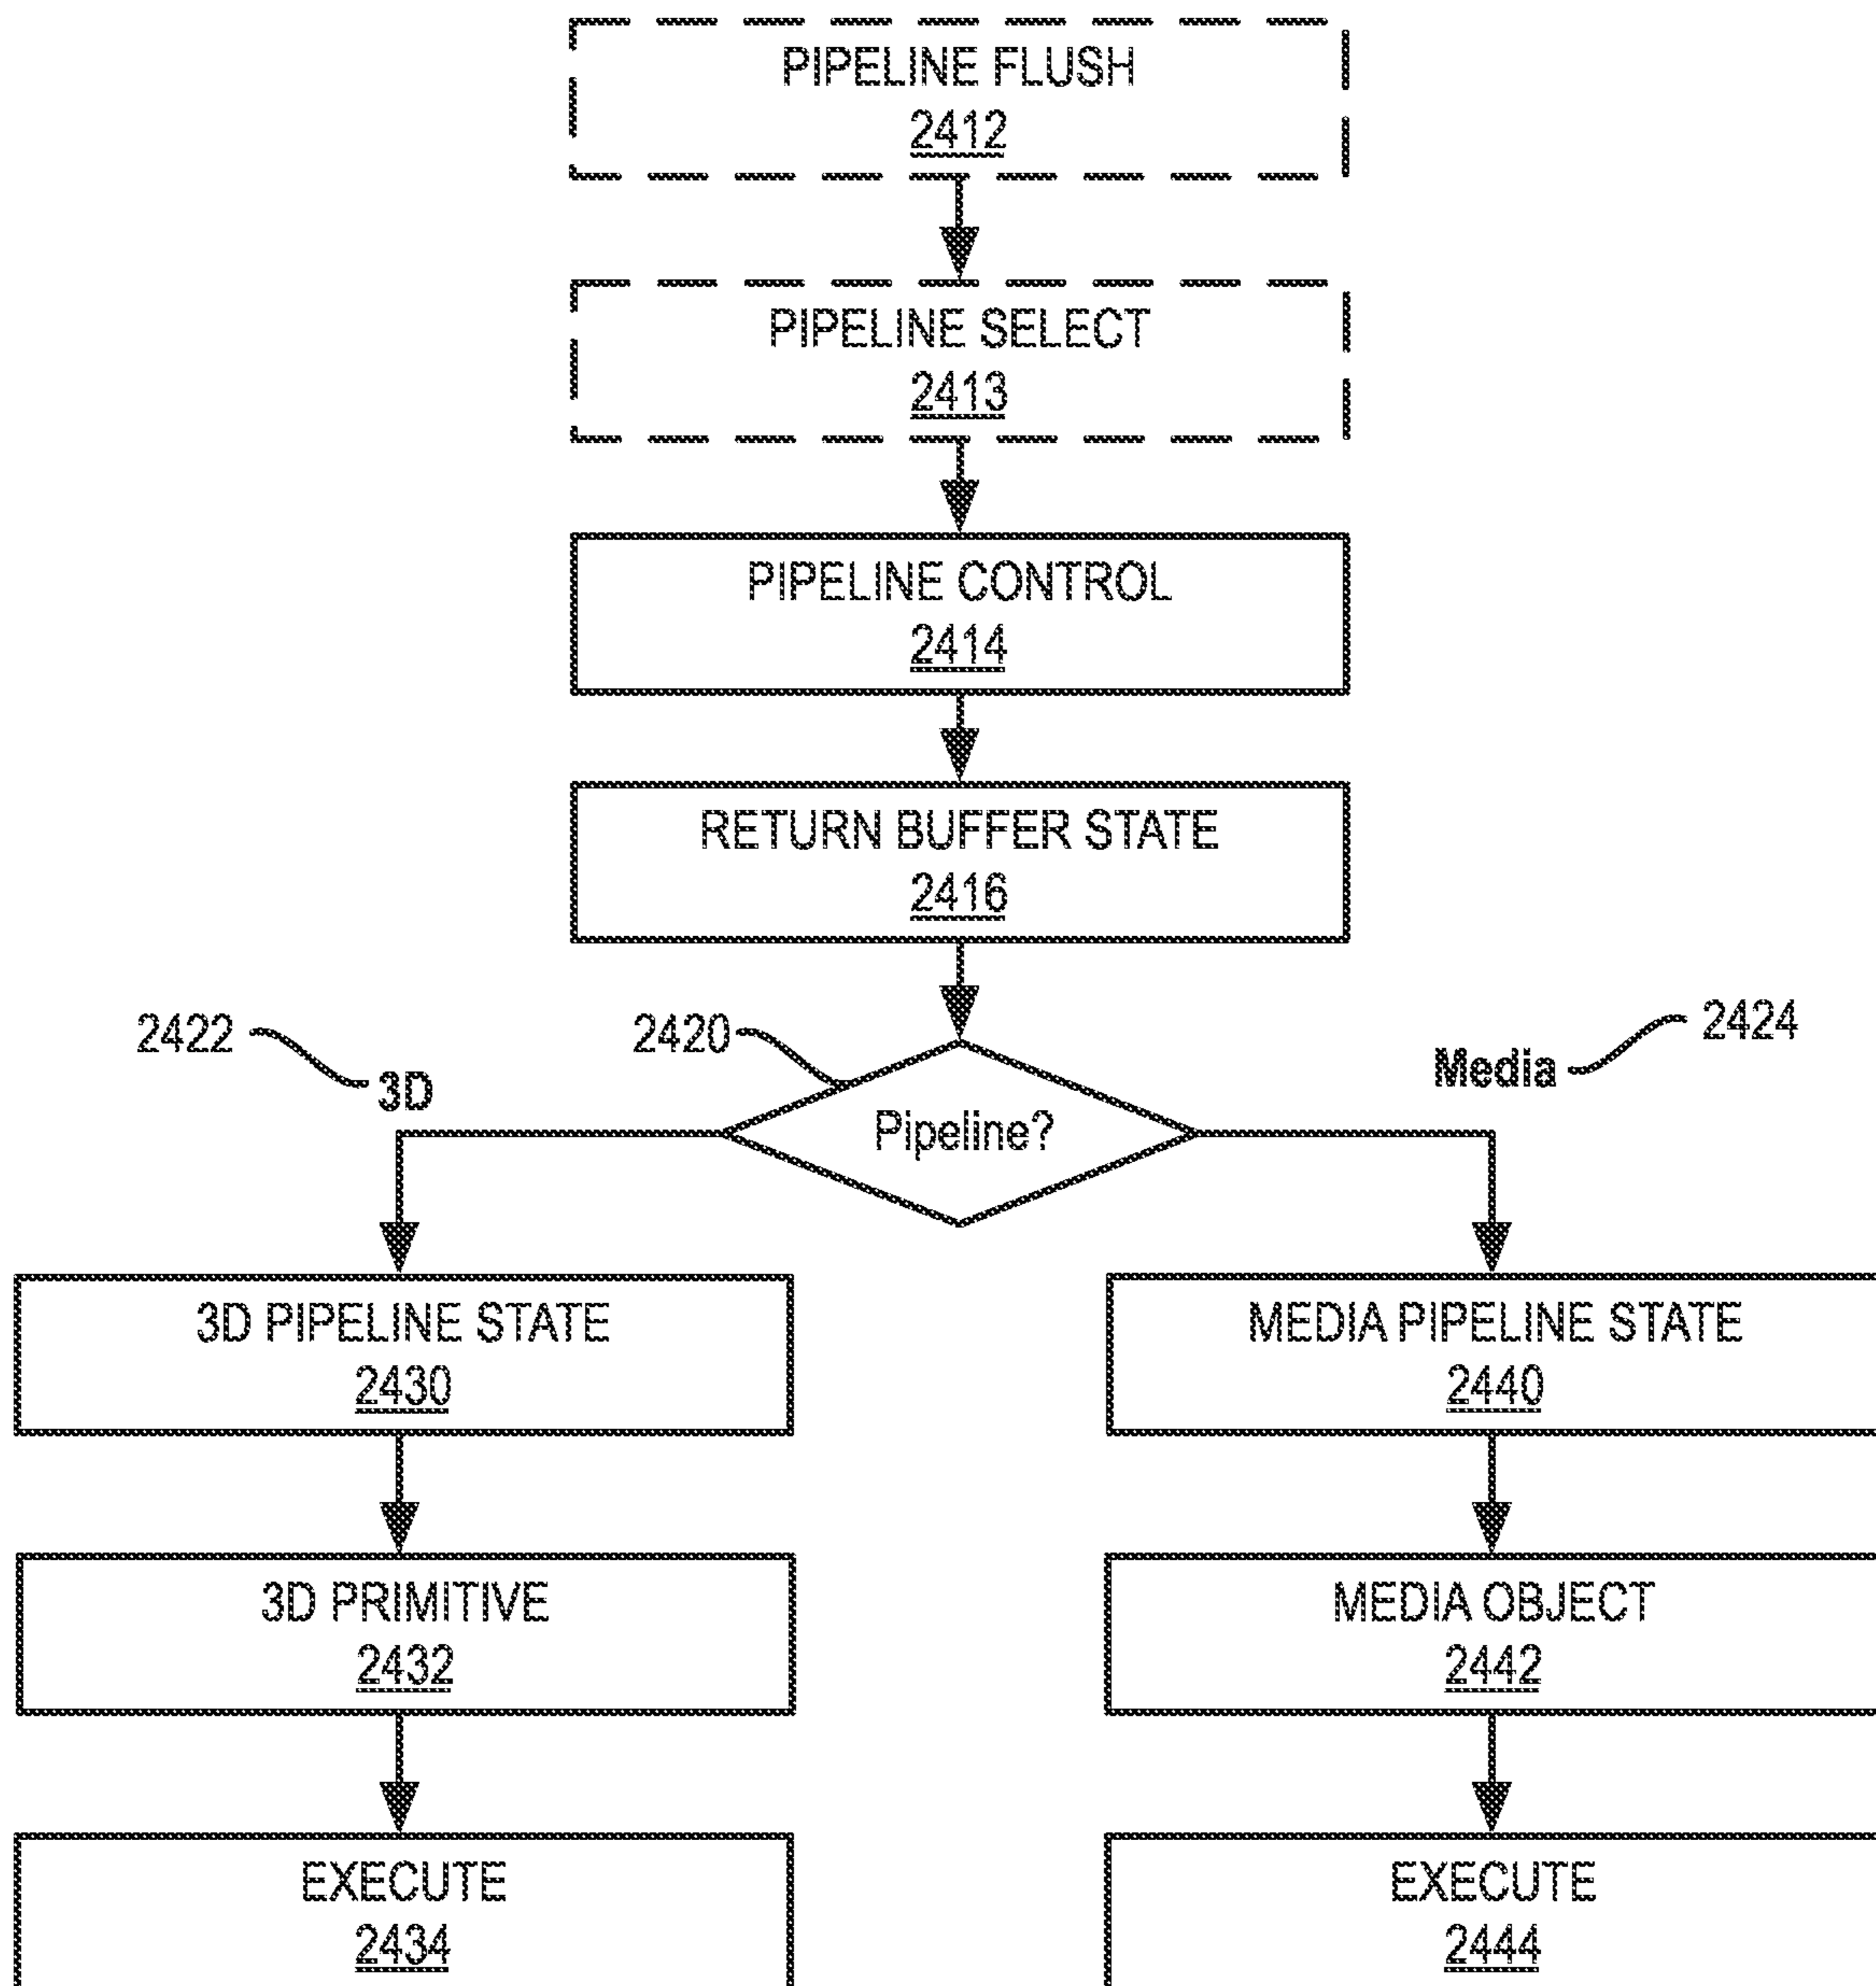 PIPELINE FLUSH
2412
PIPELINE SELECT
2413
PIPELINE CONTROL
2414
RETURN BUFFER STATE
2416
2422
3D
2420
Pipeline?
Media
2424
3D PIPELINE STATE
2430
MEDIA PIPELINE STATE
2440
3D PRIMITIVE
2432
MEDIA OBJECT
2442
EXECUTE
2434
EXECUTE
2444